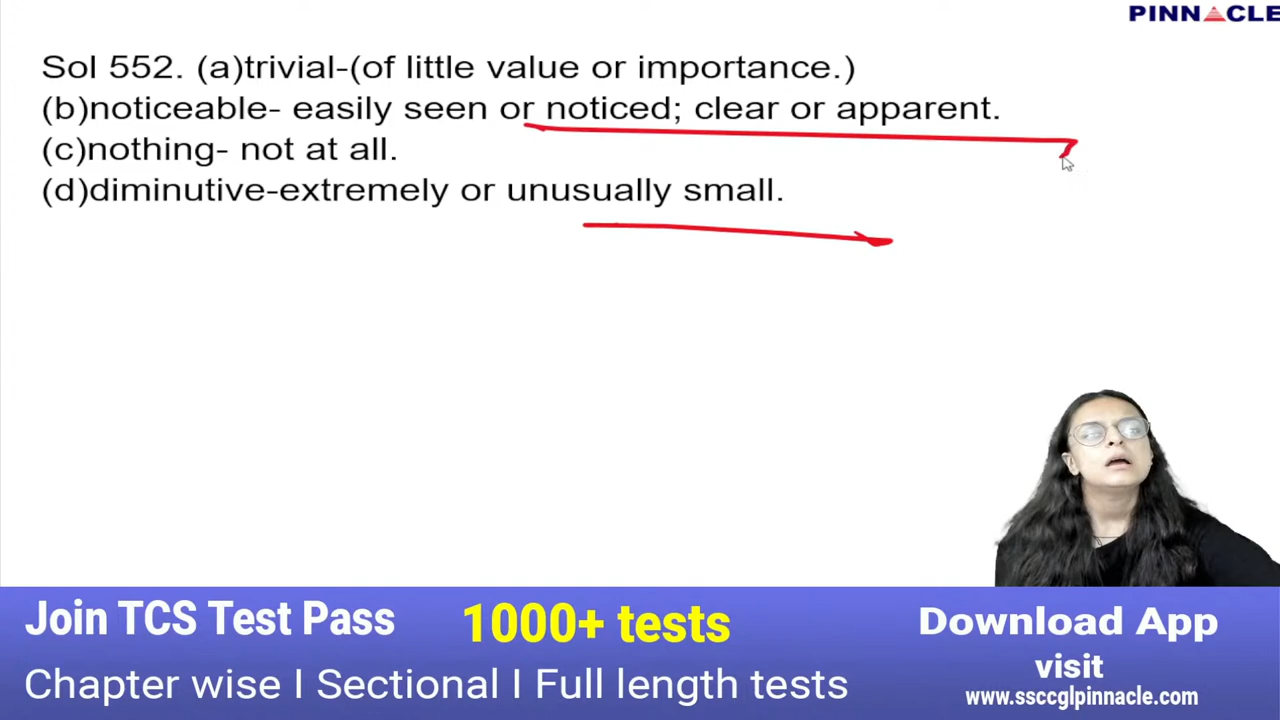 PINNACLE
Sol 552. (a)trivial-(of little value or importance.)
(b)noticeable- easily seen or noticed; clear or apparent.
(c)nothing- not at all.
(d)diminutive-extremely or unusually small.
Join TCS Test Pass
1000+ tests
Chapter wise I Sectional I Full length tests
Download App
visit
www.ssccglpinnacle.com